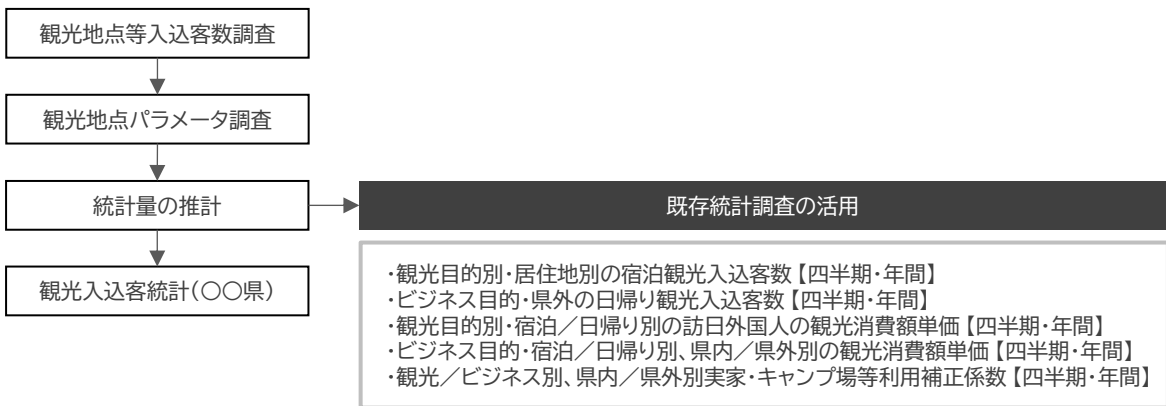 観光地点等入込客数調査
観光地点パラメータ調査
統計量の推計
既存統計調査の活用
観光入込客統計(〇〇県)
・観光目的別・居住地別の宿泊観光入込客数【四半期・年間】
・ビジネス目的・県外の日帰り観光入込客数【四半期・年間】
・観光目的別・宿泊／日帰り別の訪日外国人の観光消費額単価【四半期・年間】
・ビジネス目的・宿泊／日帰り別、県内／県外別の観光消費額単価【四半期・年間】
・観光／ビジネス別、県内／県外別実家・キャンプ場等利用補正係数【四半期・年間】